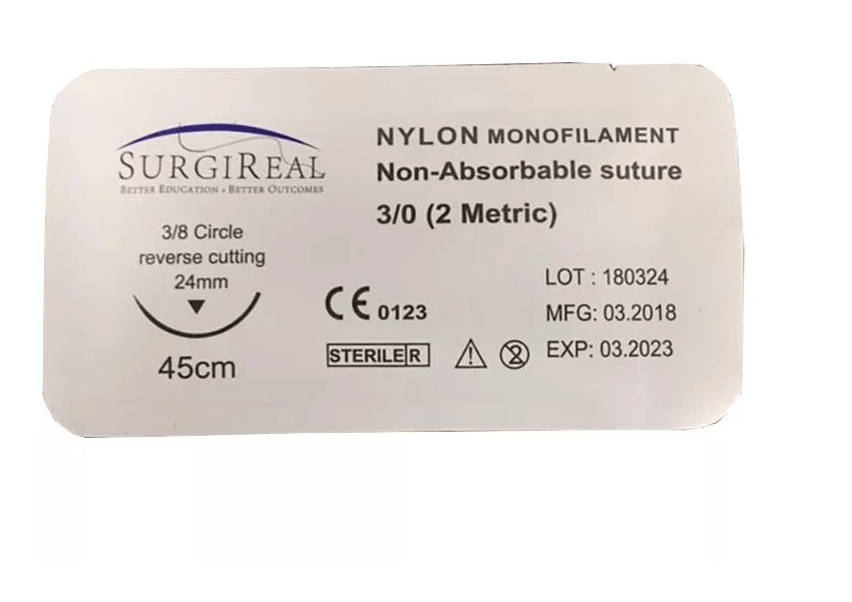 SURGIREAL
BETTER EDUCATION - BETTER OUTCOMES
3/8 Circle
reverse cutting
24mm
45cm
NYLON MONOFILAMENT
Non-Absorbable suture
3/0 (2 Metric)
CE 0123
STERILE R
2
LOT : 180324
MFG: 03.2018
EXP: 03.2023